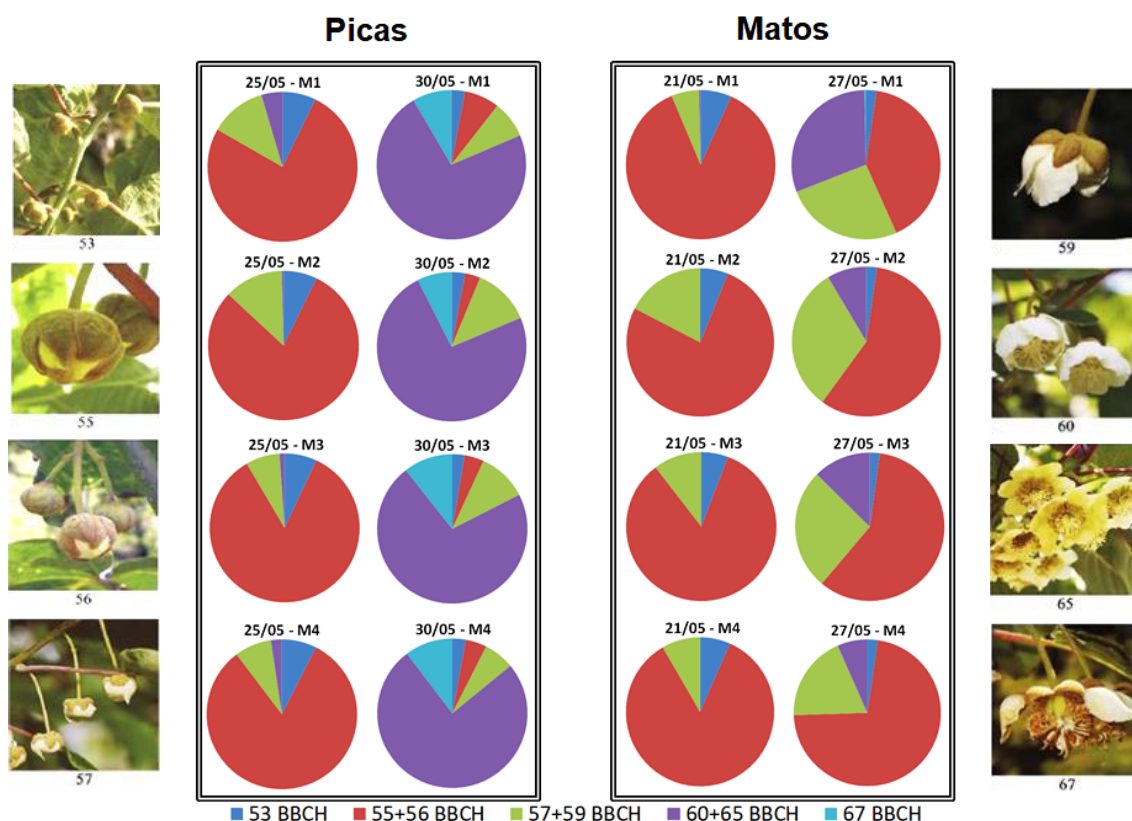 Picas
Matos
25/05 - M1
30/05 - M1
21/05 - M1
27/05 - M1
53
59
25/05 - M2
30/05 - M2
21/05 - M2
27/05 - M2
55
60
25/05 - M3
30/05 - M3
21/05 - M3
27/05 - M3
56
65
25/05 - M4
30/05 - M4
21/05 - M4
27/05 - M4
57
67
53 BBCH 55+56 BBCH 57+59 BBCH 60+65 BBCH 67 BBCH